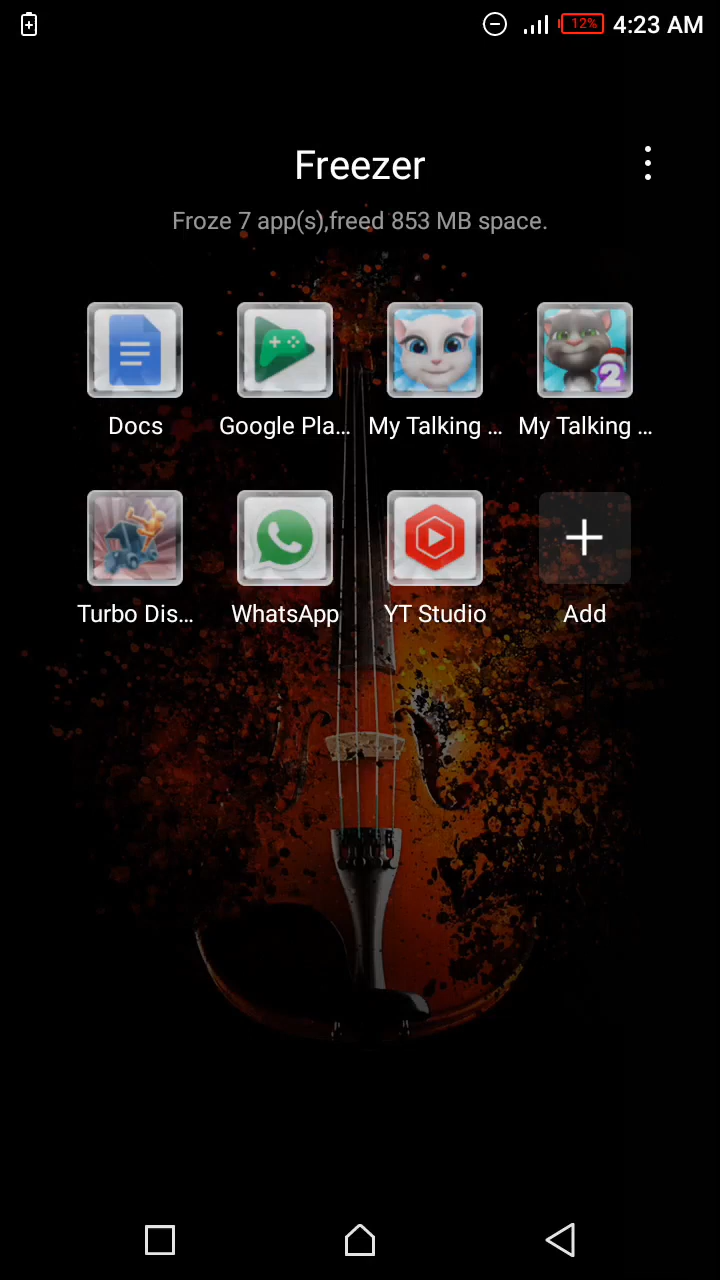 12%
4:23 AM
Freezer
Froze 7 app(s),freed 853 MB space.
Docs
Google Pla...
My Talking ...
My Talking ...
2
Turbo Dis...
WhatsApp
YT Studio
Add